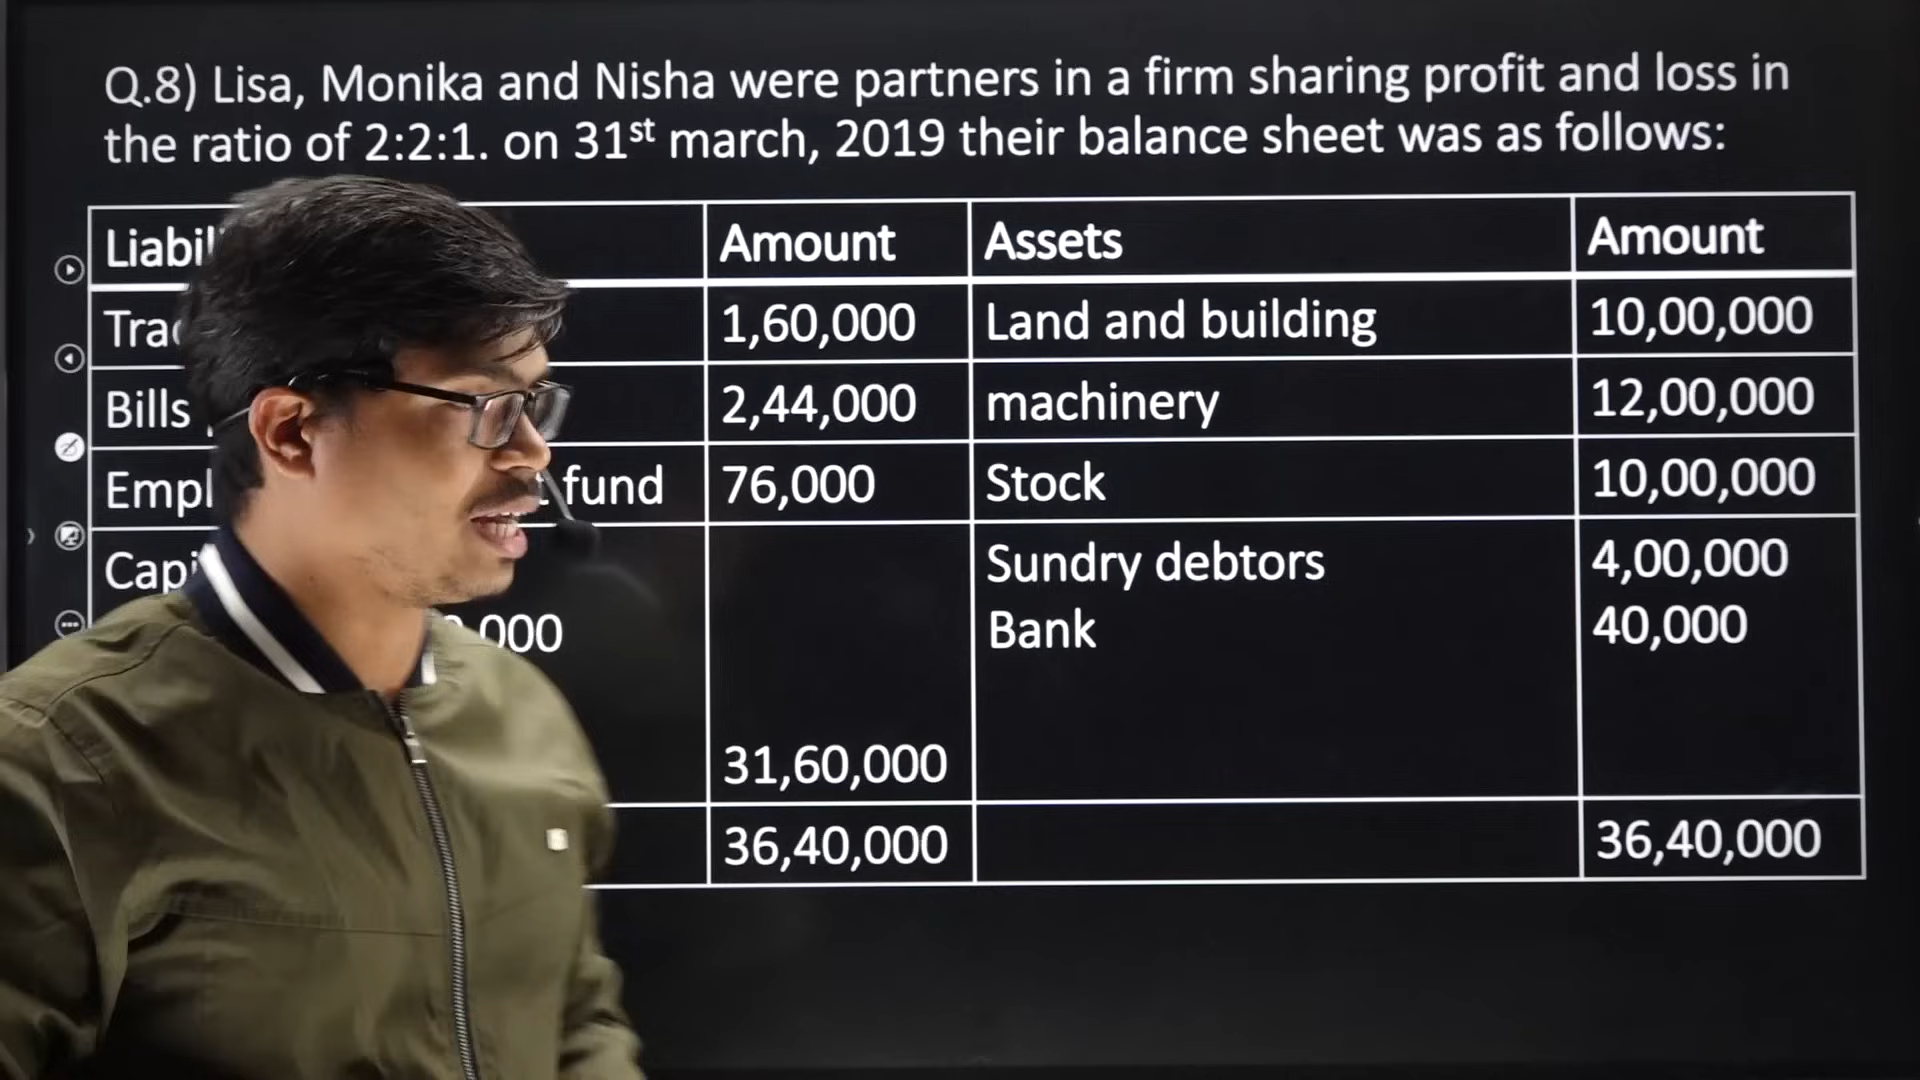 Q.8) Lisa, Monika and Nisha were partners in a firm sharing profit and loss in
the ratio of 2:2:1. on 31st march, 2019 their balance sheet was as follows:
Amount Assets Amount
1,60,000 Land and building 10,00,000
Bills 2,44,000 machinery 12,00,000
fund 76,000 Stock 10,00,000
Sundry debtors 4,00,000
Bank 40,000
31,60,000
36,40,000 36,40,000